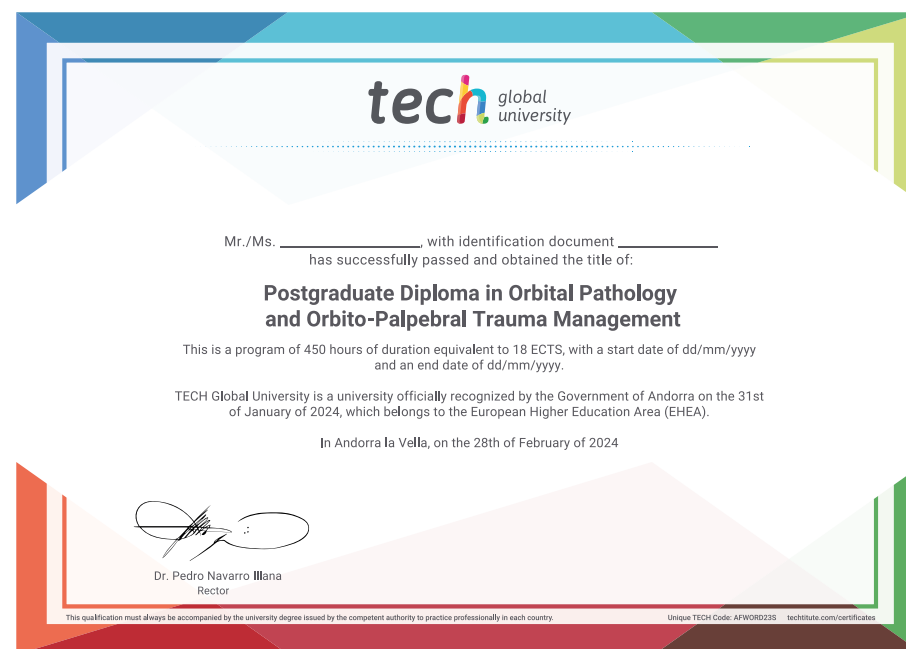 tech global
university
Mr./Ms. ____________________, with identification document ______________
has successfully passed and obtained the title of:
Postgraduate Diploma in Orbital Pathology
and Orbito-Palpebral Trauma Management
This is a program of 450 hours of duration equivalent to 18 ECTS, with a start date of dd/mm/yyyy
and an end date of dd/mm/yyyy.
TECH Global University is a university officially recognized by the Government of Andorra on the 31st
of January of 2024, which belongs to the European Higher Education Area (EHEA).
In Andorra la Vella, on the 28th of February of 2024
Dr. Pedro Navarro Illana
Rector
This qualification must always be accompanied by the university degree issued by the competent authority to practice professionally in each country.
Unique TECH Code: AFWORD23S techtitute.com/certificates